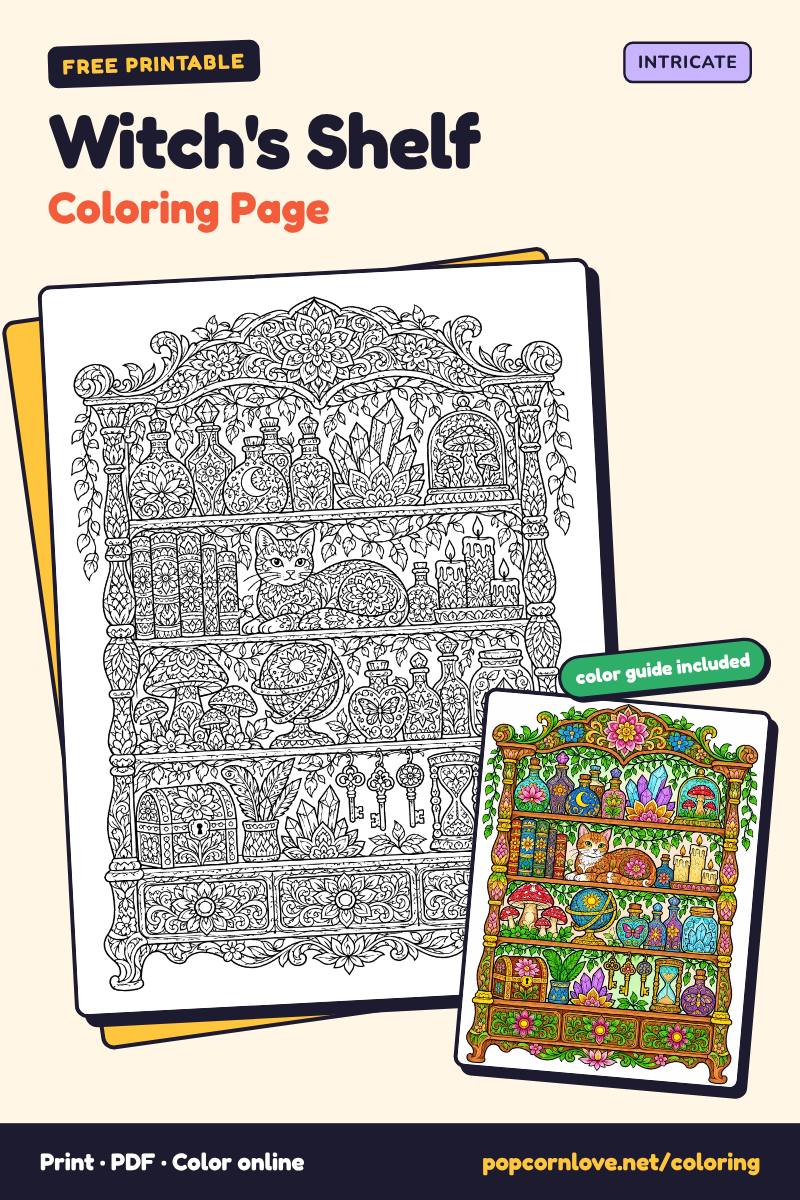 FREE PRINTABLE
INTRICATE
Witch's Shelf
Coloring Page
color guide included
Print · PDF · Color online
popcornlove.net/coloring